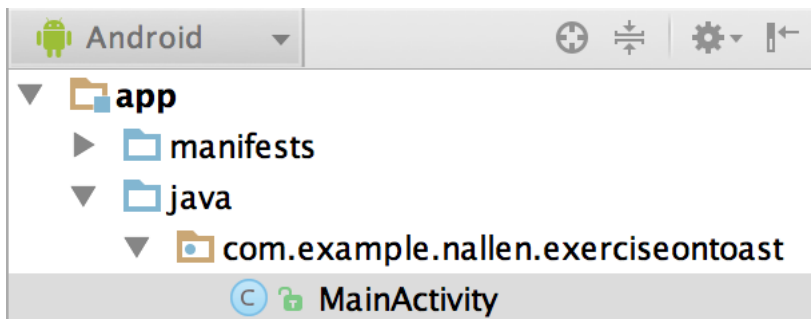 Android
app
manifests
java
com.example.nallen.exerciseontoast
C MainActivity